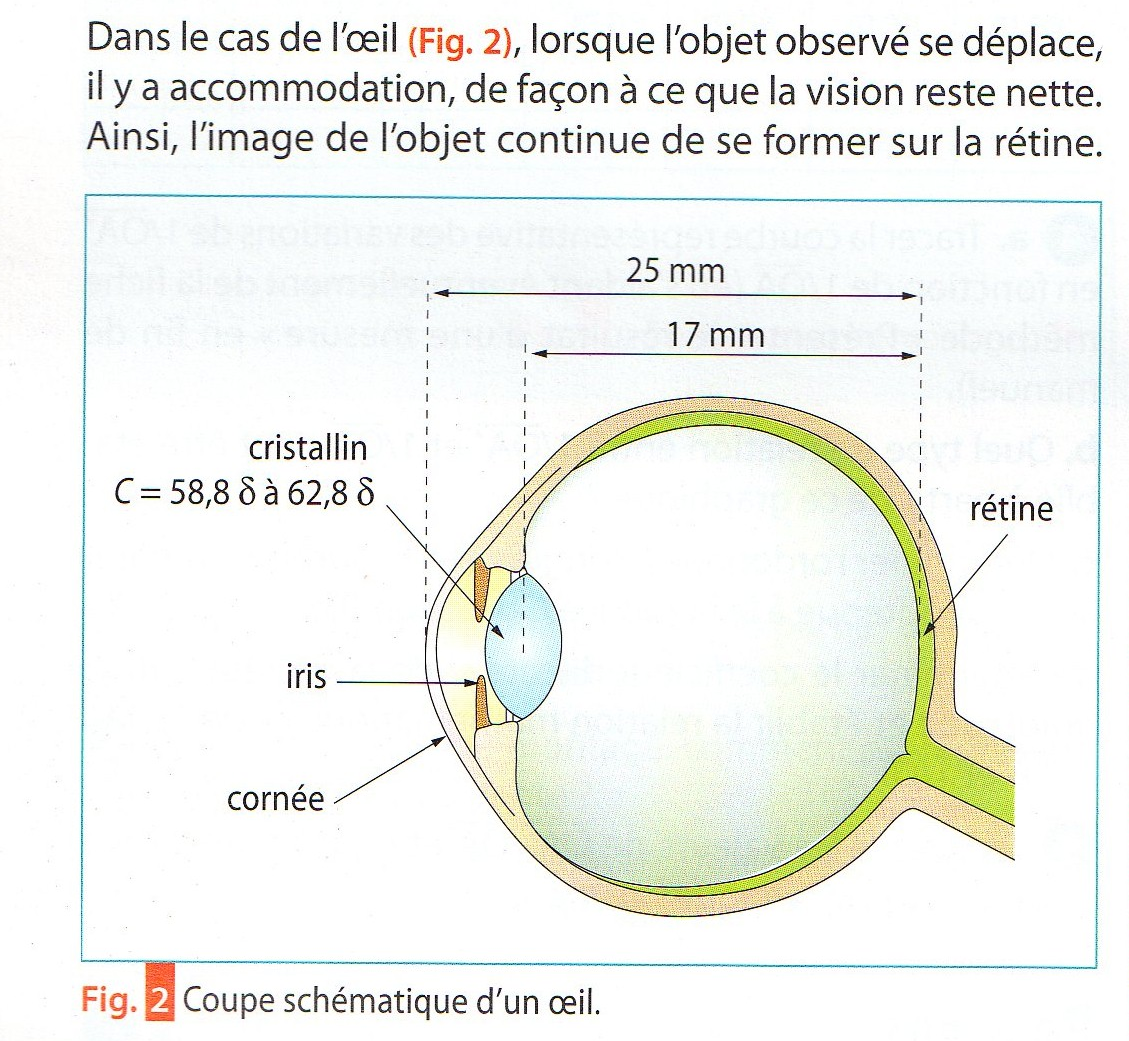 Dans le cas de l'œil (Fig. 2), lorsque l'objet observé se déplace,
il y a accommodation, de façon à ce que la vision reste nette.
Ainsi, l'image de l'objet continue de se former sur la rétine.
25 mm
17 mm
cristallin
C = 58,8 δ à 62,8 δ
rétine
iris
cornée
Fig. 2 Coupe schématique d'un œil.